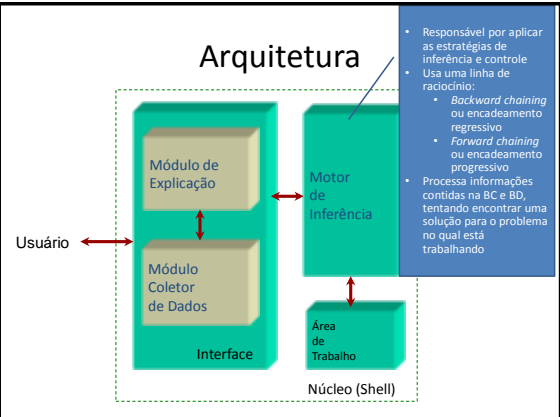 Arquitetura
• Responsável por aplicar
as estratégias de
inferência e controle
• Usa uma linha de
raciocínio:
• Backward chaining
ou encadeamento
regressivo
• Forward chaining
ou encadeamento
progressivo
• Processa informações
contidas na BC e BD,
tentando encontrar uma
solução para o problema
no qual está
trabalhando
Módulo de
Explicação
Motor
de
Inferência
Usuário
Módulo
Coletor
de Dados
Área
de
Trabalho
Interface
Núcleo (Shell)